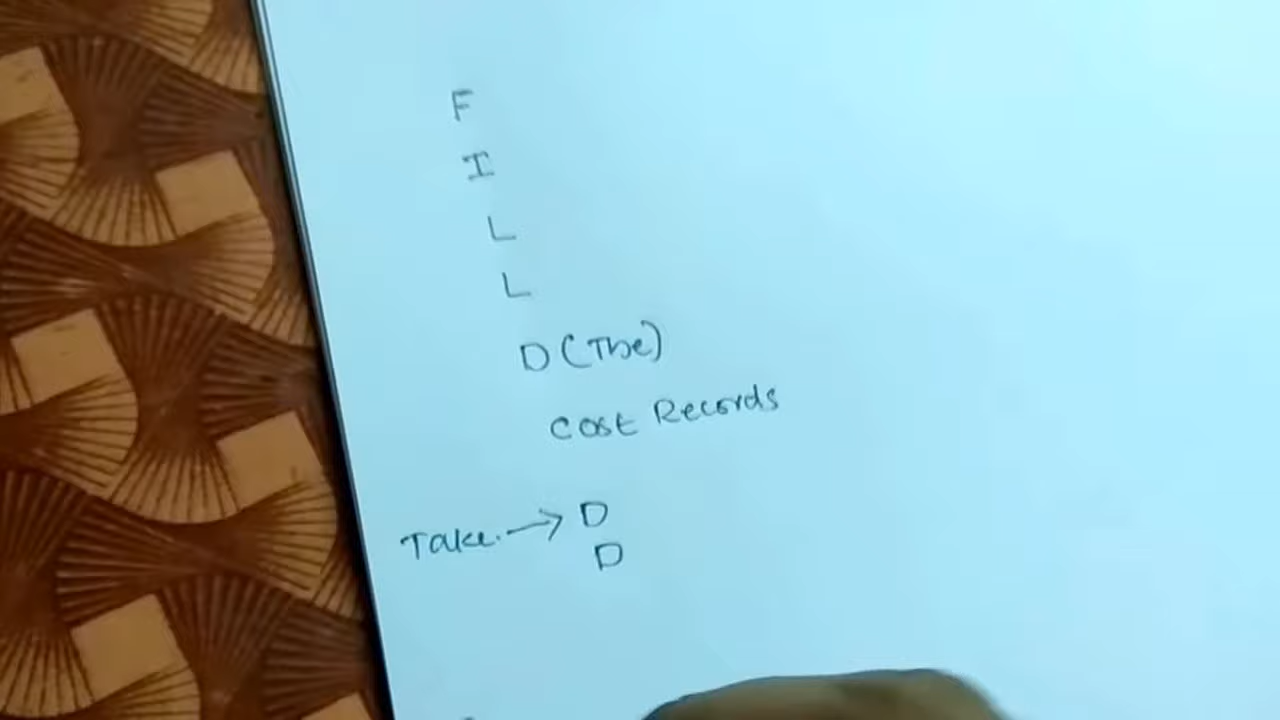 F
I
L
L
D (The)
Cost Records
Take. → D
D